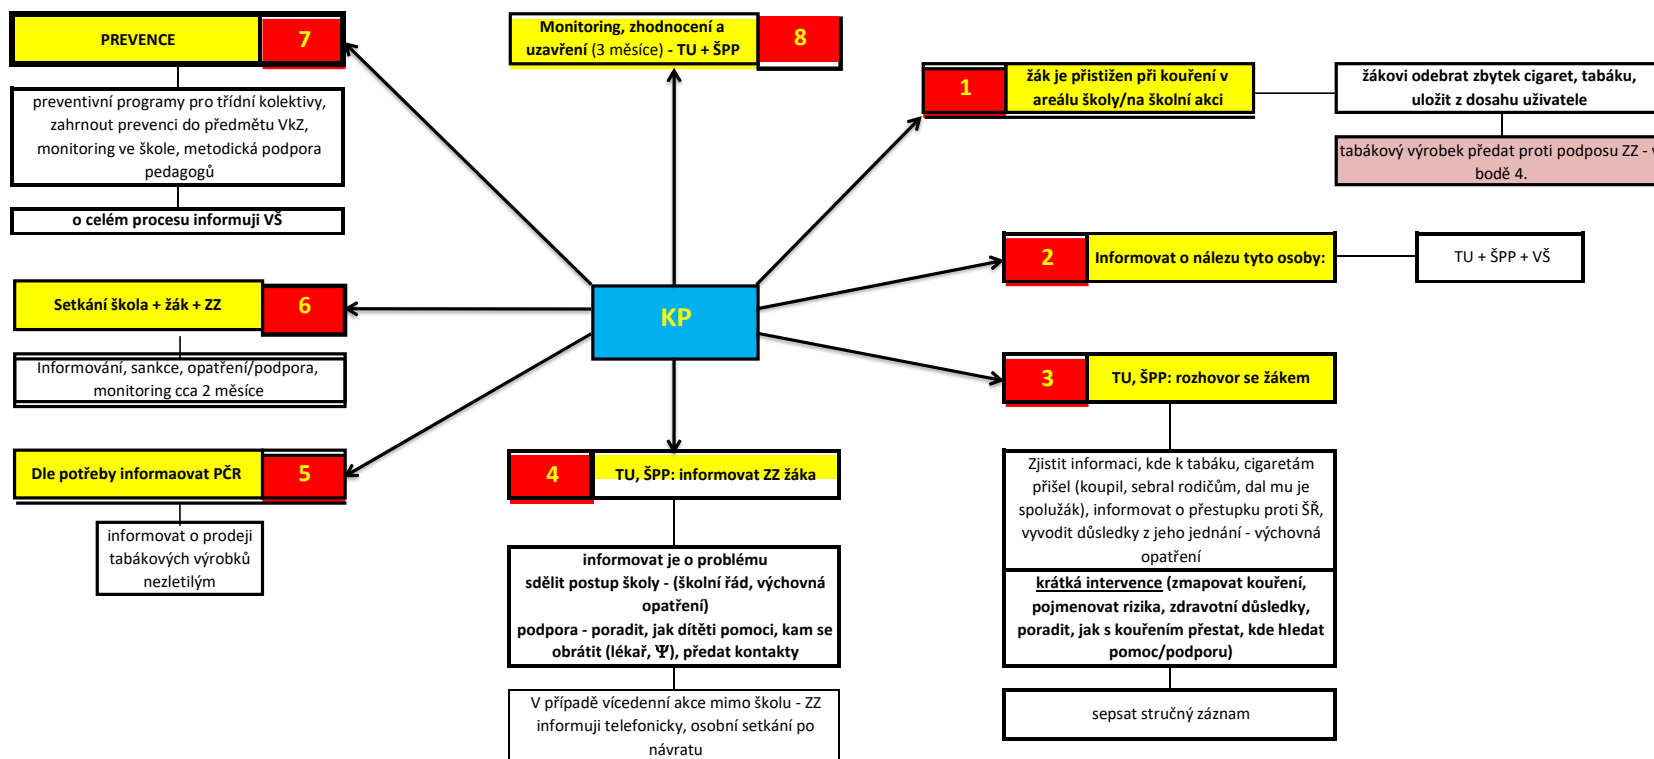 PREVENCE
7
preventivní programy pro třídní kolektivy,
zahrnout prevenci do předmětu VkZ,
monitoring ve škole, metodická podpora
pedagogů
o celém procesu informuji VŠ
Monitoring, zhodnocení a
uzavření (3 měsíce) - TU + ŠPP
8
1
žák je přistižen při kouření v
areálu školy/na školní akci
žákovi odebrat zbytek cigaret, tabáku,
uložit z dosahu uživatele
tabákový výrobek předat proti podposu ZZ - v
bodě 4.
2
Informovat o nálezu tyto osoby:
TU + ŠPP + VŠ
Setkání škola + žák + ZZ
6
Informování, sankce, opatření/podpora,
monitoring cca 2 měsíce
KP
3
TU, ŠPP: rozhovor se žákem
Zjistit informaci, kde k tabáku, cigaretám
přišel (koupil, sebral rodičům, dal mu je
spolužák), informovat o přestupku proti ŠŘ,
vyvodit důsledky z jeho jednání - výchovná
opatření
krátká intervence (zmapovat kouření,
pojmenovat rizika, zdravotní důsledky,
poradit, jak s kouřením přestat, kde hledat
pomoc/podporu)
sepsat stručný záznam
Dle potřeby informaovat PČR
5
informovat o prodeji
tabákových výrobků
nezletilým
4
TU, ŠPP: informovat ZZ žáka
informovat je o problému
sdělit postup školy - (školní řád, výchovná
opatření)
podpora - poradit, jak dítěti pomoci, kam se
obrátit (lékař, Ψ), předat kontakty
V případě vícedenní akce mimo školu - ZZ
informuji telefonicky, osobní setkání po
návratu